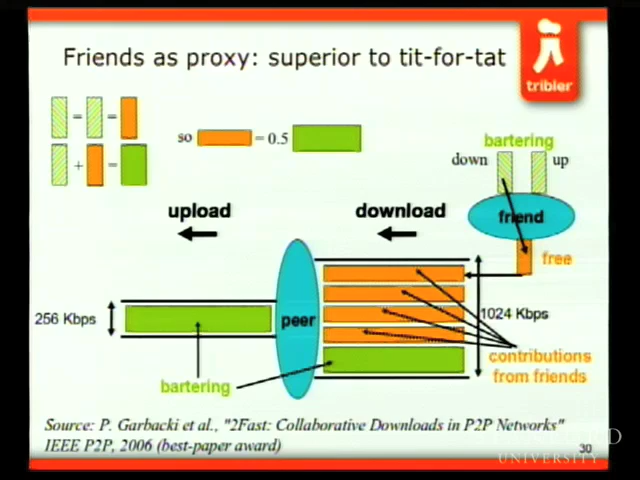 Friends as proxy: superior to tit-for-tat
tribler
= =
+ =
so = 0.5
bartering
down up
friend
free
upload
download
256 Kbps
peer
1024 Kbps
contributions
from friends
bartering
Source: P. Garbacki et al., "2Fast: Collaborative Downloads in P2P Networks"
IEEE P2P, 2006 (best-paper award)
30
UNIVERSITY